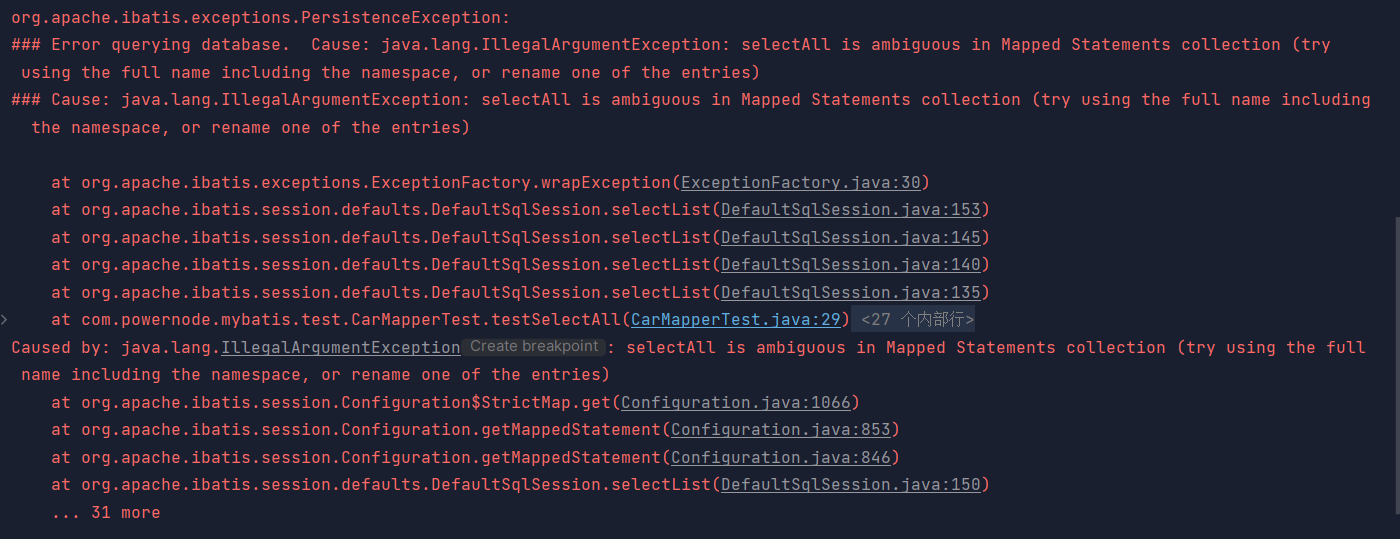 org.apache.ibatis.exceptions.PersistenceException:
### Error querying database.  Cause: java.lang.IllegalArgumentException: selectAll is ambiguous in Mapped Statements collection (try
using the full name including the namespace, or rename one of the entries)
### Cause: java.lang.IllegalArgumentException: selectAll is ambiguous in Mapped Statements collection (try using the full name including
the namespace, or rename one of the entries)
at org.apache.ibatis.exceptions.ExceptionFactory.wrapException(ExceptionFactory.java:30)
at org.apache.ibatis.session.defaults.DefaultSqlSession.selectList(DefaultSqlSession.java:153)
at org.apache.ibatis.session.defaults.DefaultSqlSession.selectList(DefaultSqlSession.java:145)
at org.apache.ibatis.session.defaults.DefaultSqlSession.selectList(DefaultSqlSession.java:140)
at org.apache.ibatis.session.defaults.DefaultSqlSession.selectList(DefaultSqlSession.java:135)
at com.powernode.mybatis.test.CarMapperTest.testSelectAll(CarMapperTest.java:29) <27 个内部行>
Caused by: java.lang.IllegalArgumentException Create breakpoint : selectAll is ambiguous in Mapped Statements collection (try using the full
name including the namespace, or rename one of the entries)
at org.apache.ibatis.session.Configuration$StrictMap.get(Configuration.java:1066)
at org.apache.ibatis.session.Configuration.getMappedStatement(Configuration.java:853)
at org.apache.ibatis.session.Configuration.getMappedStatement(Configuration.java:846)
at org.apache.ibatis.session.defaults.DefaultSqlSession.selectList(DefaultSqlSession.java:150)
... 31 more